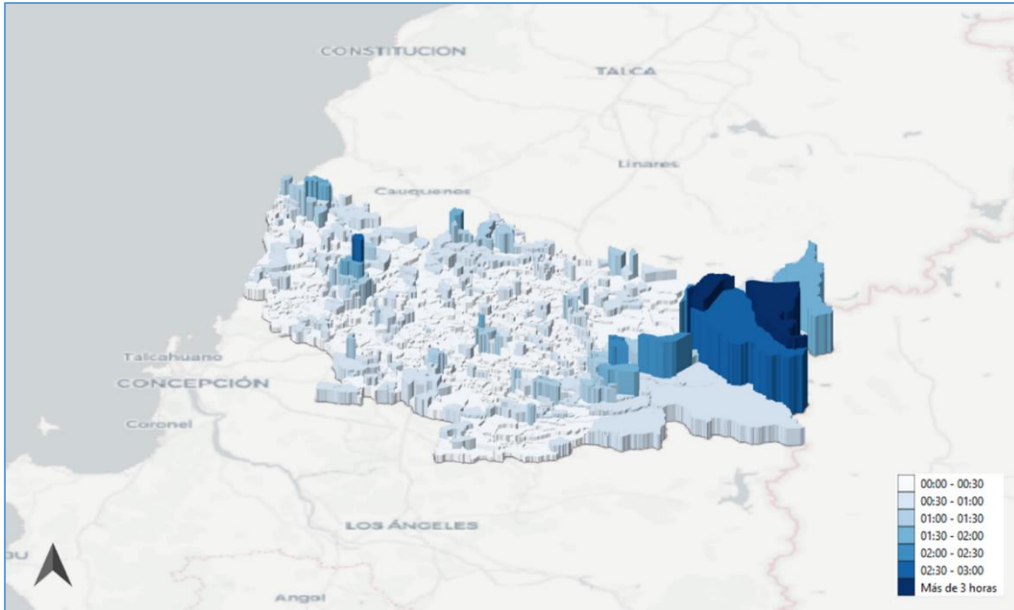 CONSTITUCIÓN
TALCA
Linares
Cauquenes
Talcahuano
CONCEPCIÓN
Coronel
LOS ÁNGELES
Angol
00:00 - 00:30
00:30 - 01:00
01:00 - 01:30
01:30 - 02:00
02:00 - 02:30
02:30 - 03:00
Más de 3 horas